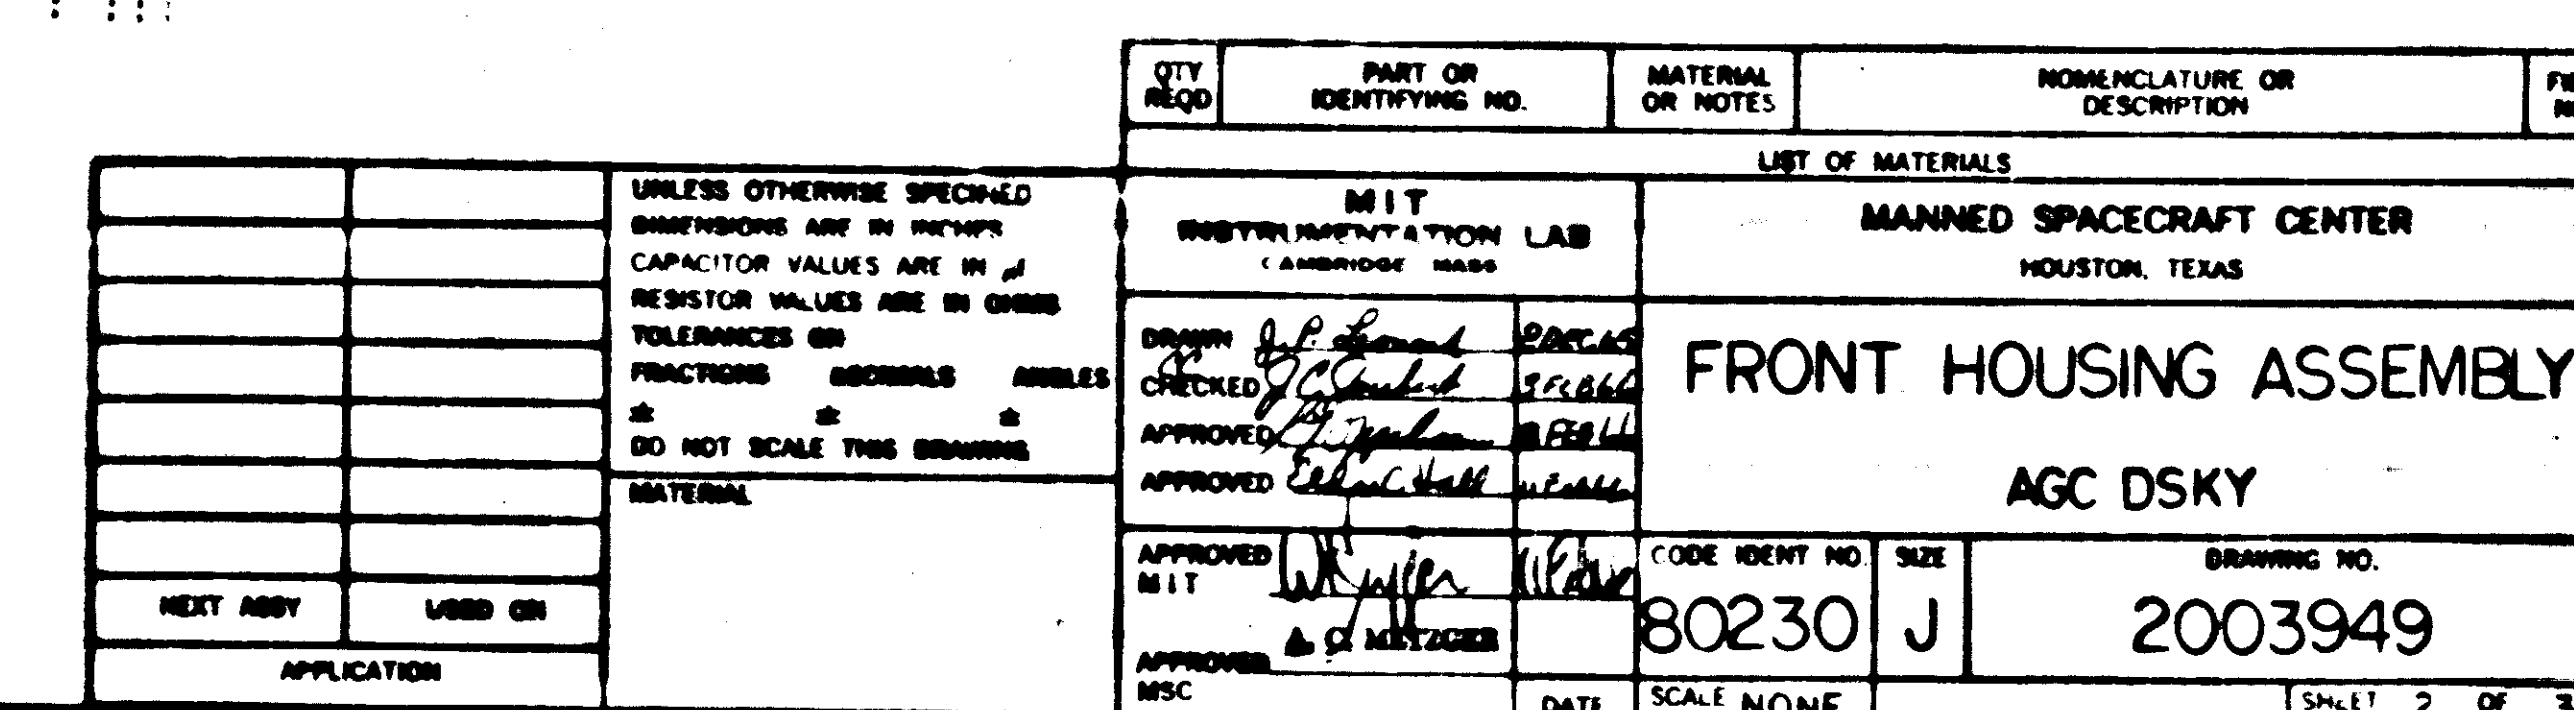 QTY REQD
PART OR IDENTIFYING NO.
MATERIAL OR NOTES
NOMENCLATURE OR DESCRIPTION
LIST OF MATERIALS
UNLESS OTHERWISE SPECIFIED
DIMENSIONS ARE IN INCHES
CAPACITOR VALUES ARE IN
RESISTOR VALUES ARE IN OHMS
TOLERANCES ON
FRACTIONS DECIMALS ANGLES
± ± ±
DO NOT SCALE THIS DRAWING
MATERIAL
NEXT ASSY
USED ON
APPLICATION
MIT
INSTRUMENTATION LAB
CAMBRIDGE MASS
DRAWN
CHECKED
APPROVED
APPROVED Eldon C. Hall
APPROVED
MIT
A. C. METZGER
APPROVED
MSC
DATE
MANNED SPACECRAFT CENTER
HOUSTON, TEXAS
FRONT HOUSING ASSEMBLY
AGC DSKY
CODE IDENT NO.
80230
SIZE
J
DRAWING NO.
2003949
SCALE NONE
SHEET 2 OF 3